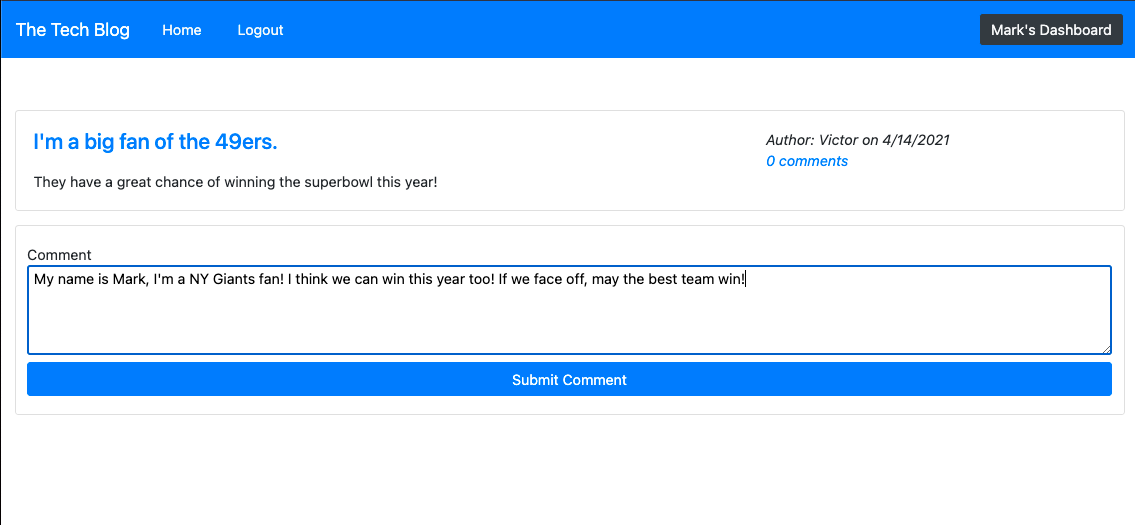 The Tech Blog Home Logout Mark's Dashboard
I'm a big fan of the 49ers.
Author: Victor on 4/14/2021
0 comments
They have a great chance of winning the superbowl this year!
Comment
My name is Mark, I'm a NY Giants fan! I think we can win this year too! If we face off, may the best team win!
Submit Comment